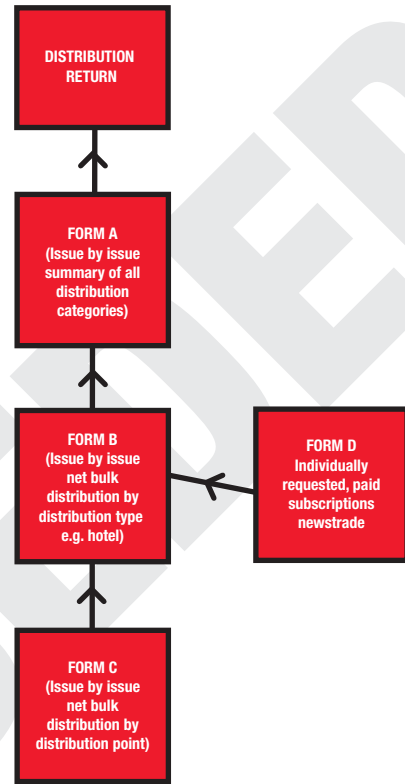 DISTRIBUTION
RETURN
FORM A
(Issue by issue
summary of all
distribution
categories)
FORM B
(Issue by issue
net bulk
distribution by
distribution type
e.g. hotel)
FORM D
Individually
requested, paid
subscriptions
newstrade
FORM C
(Issue by issue
net bulk
distribution by
distribution point)